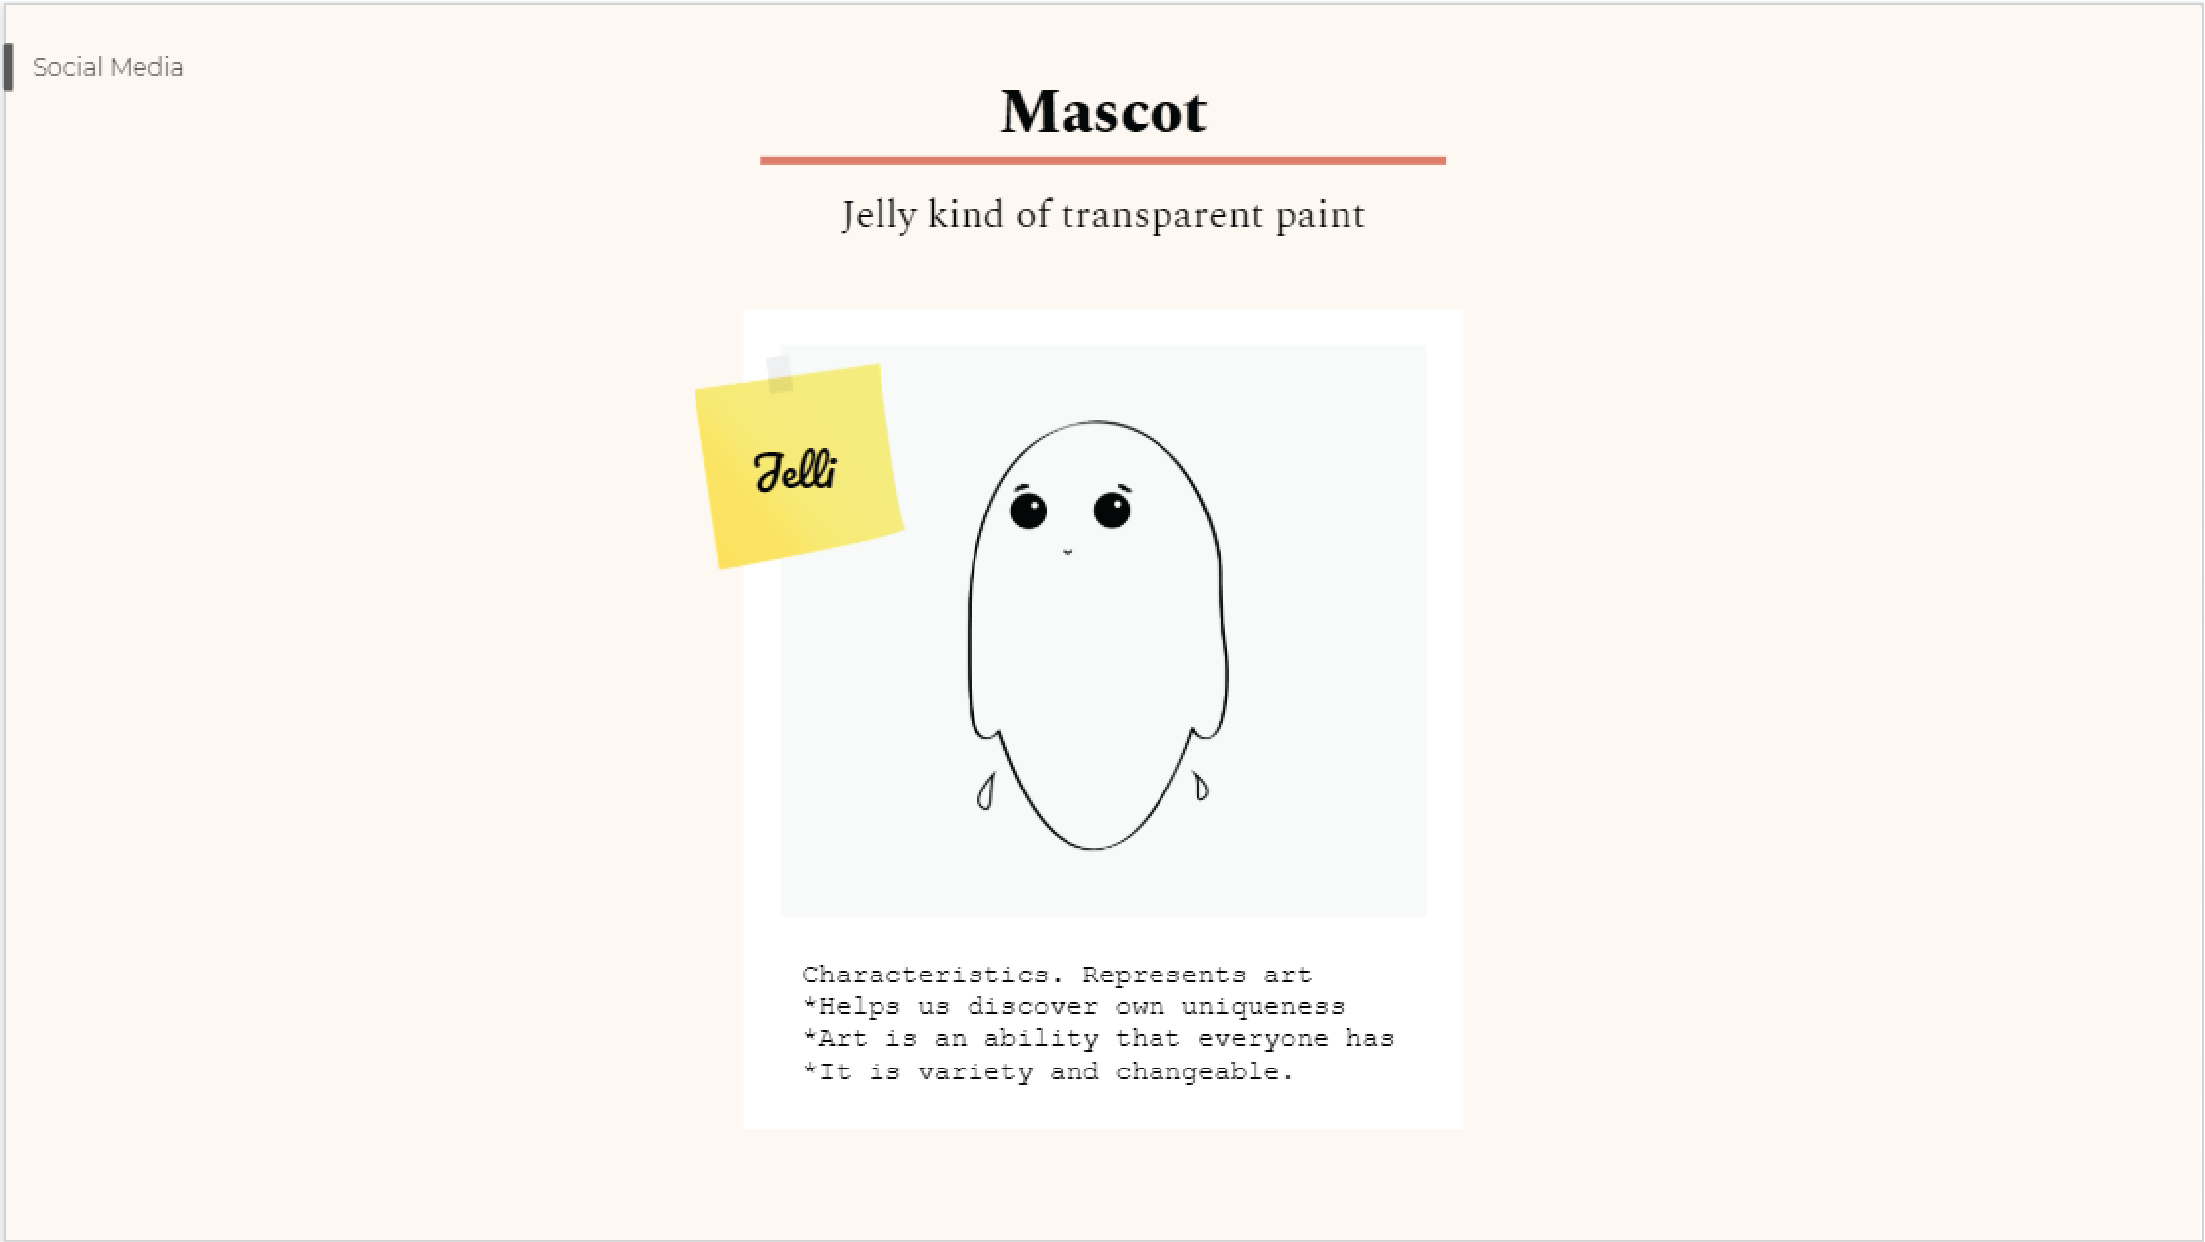 Social Media
Mascot
Jelly kind of transparent paint
Jelli
Characteristics. Represents art
*Helps us discover own uniqueness
*Art is an ability that everyone has
*It is variety and changeable.